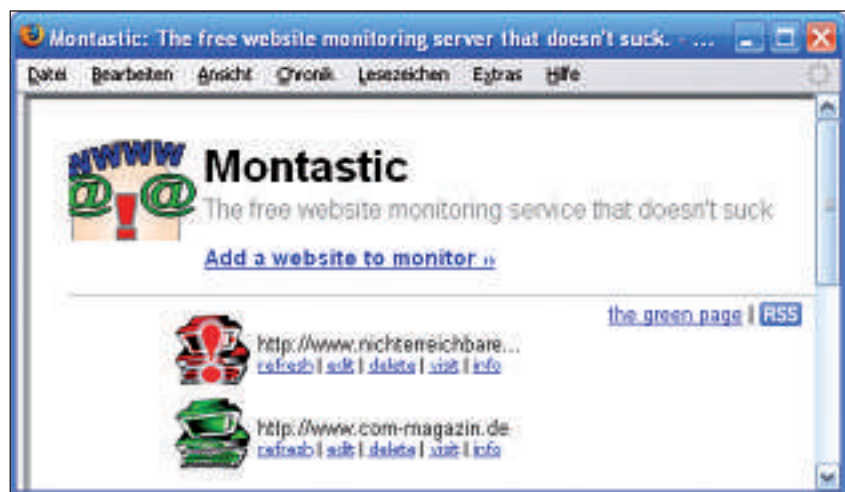 Montastic: The free website monitoring server that doesn't suck. - ...
Datei Bearbeiten Ansicht Chronik Lesezeichen Extras Hilfe
WWWW
@!@
Montastic
The free website monitoring service that doesn't suck
Add a website to monitor »
the green page | RSS
http://www.nichterreichbare...
refresh | edit | delete | visit | info
http://www.com-magazin.de
refresh | edit | delete | visit | info